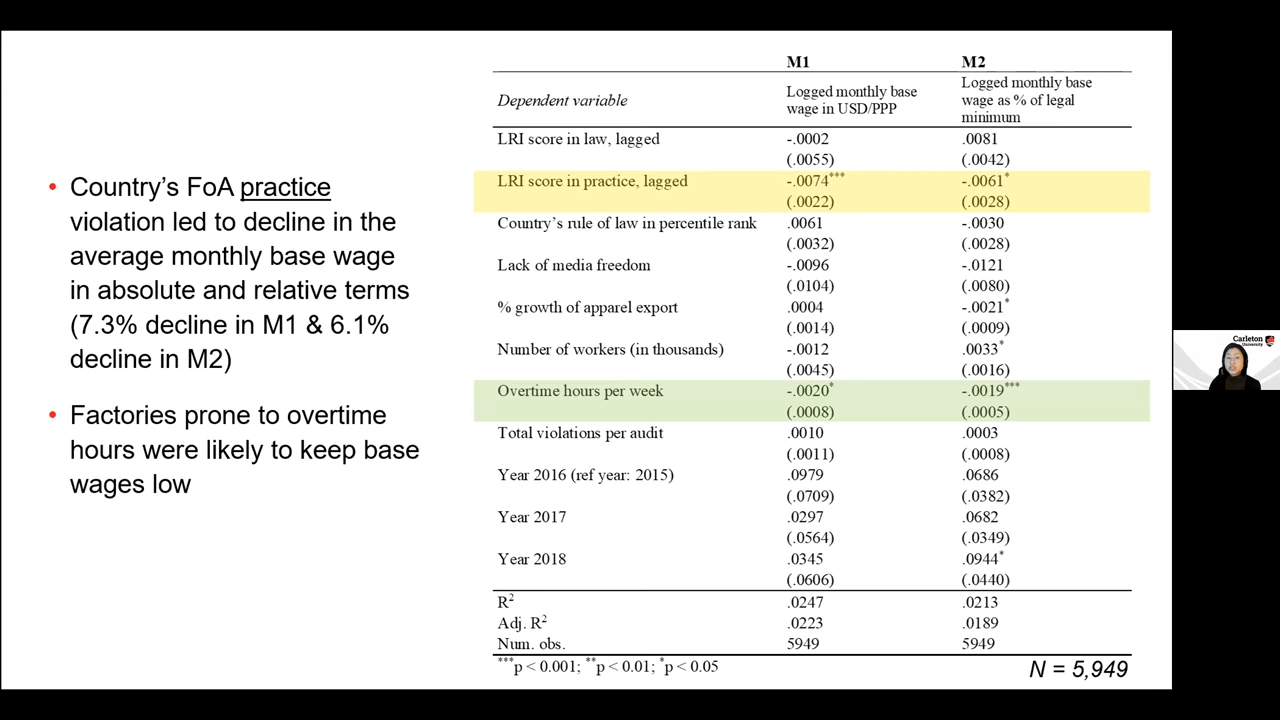 • Country's FoA practice
violation led to decline in the
average monthly base wage
in absolute and relative terms
(7.3% decline in M1 & 6.1%
decline in M2)
• Factories prone to overtime
hours were likely to keep base
wages low
M1 M2
Dependent variable
Logged monthly base
wage in USD/PPP
Logged monthly base
wage as % of legal
minimum
LRI score in law, lagged -.0002 .0081
(.0055) (.0042)
LRI score in practice, lagged -.0074*** -.0061*
(.0022) (.0028)
Country's rule of law in percentile rank .0061 -.0030
(.0032) (.0028)
Lack of media freedom -.0096 -.0121
(.0104) (.0080)
% growth of apparel export .0004 -.0021*
(.0014) (.0009)
Number of workers (in thousands) -.0012 .0033*
(.0045) (.0016)
Overtime hours per week -.0020* -.0019***
(.0008) (.0005)
Total violations per audit .0010 .0003
(.0011) (.0008)
Year 2016 (ref year: 2015) .0979 .0686
(.0709) (.0382)
Year 2017 .0297 .0682
(.0564) (.0349)
Year 2018 .0345 .0944*
(.0606) (.0440)
R2 .0247 .0213
Adj. R2 .0223 .0189
Num. obs. 5949 5949
***p < 0.001; **p < 0.01; *p < 0.05
N = 5,949
Carleton
University